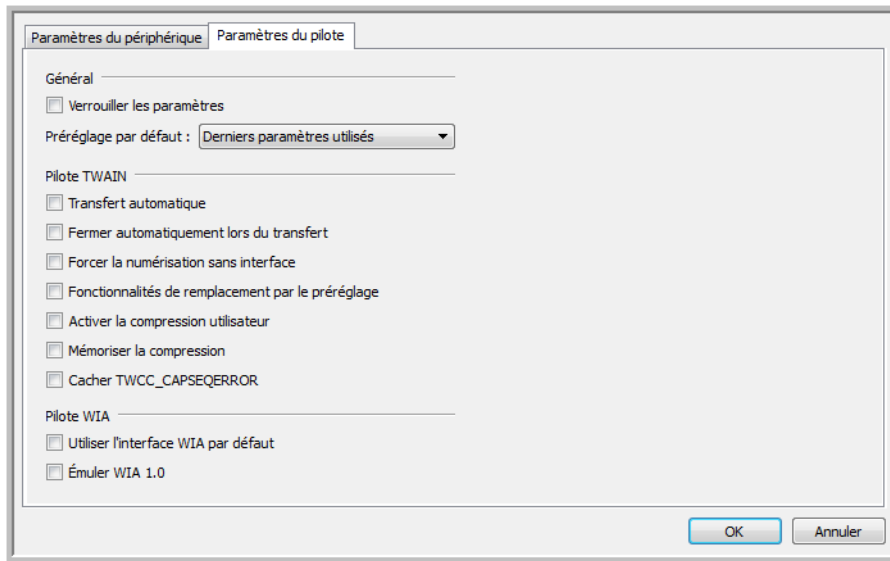 Paramètres du périphérique Paramètres du pilote
Général
Verrouiller les paramètres
Préréglage par défaut : Derniers paramètres utilisés
Pilote TWAIN
Transfert automatique
Fermer automatiquement lors du transfert
Forcer la numérisation sans interface
Fonctionnalités de remplacement par le préréglage
Activer la compression utilisateur
Mémoriser la compression
Cacher TWCC_CAPSEQERROR
Pilote WIA
Utiliser l'interface WIA par défaut
Émuler WIA 1.0
OK Annuler